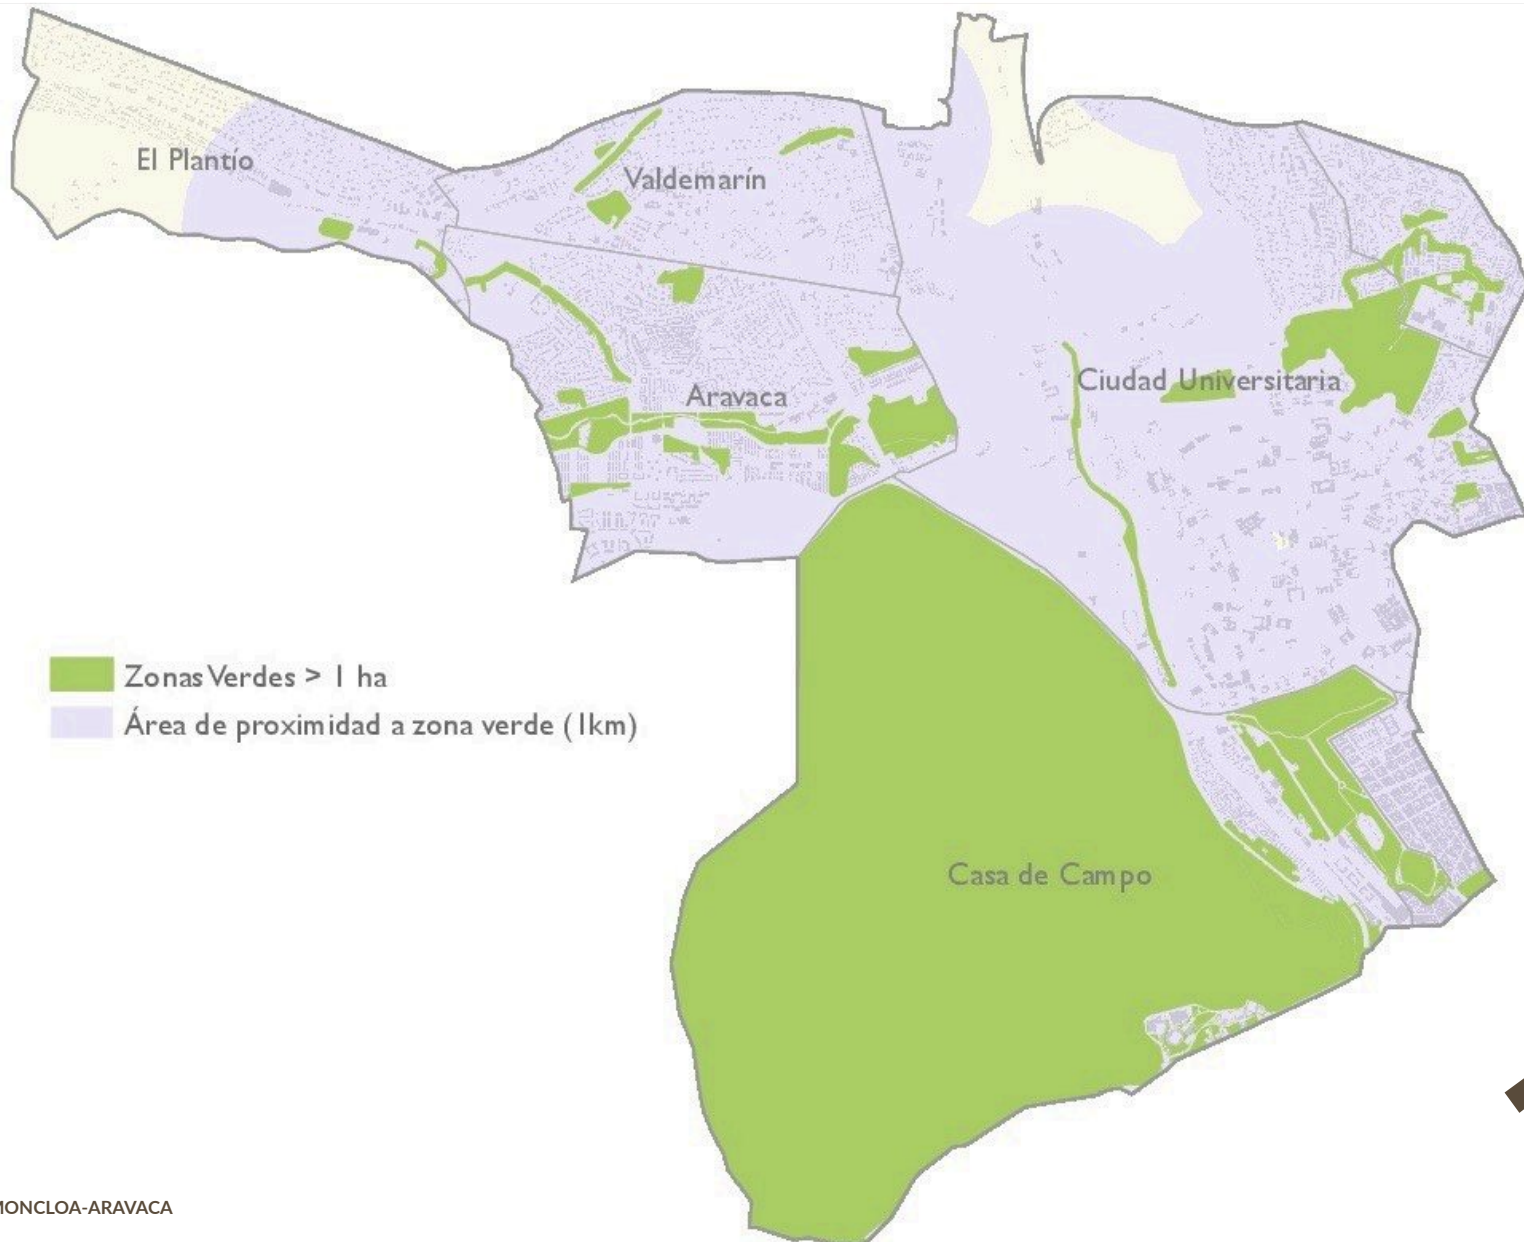 El Plantío
Valdemarín
Aravaca
Ciudad Universitaria
Zonas Verdes > 1 ha
Área de proximidad a zona verde (1km)
Casa de Campo
MONCLOA-ARAVACA